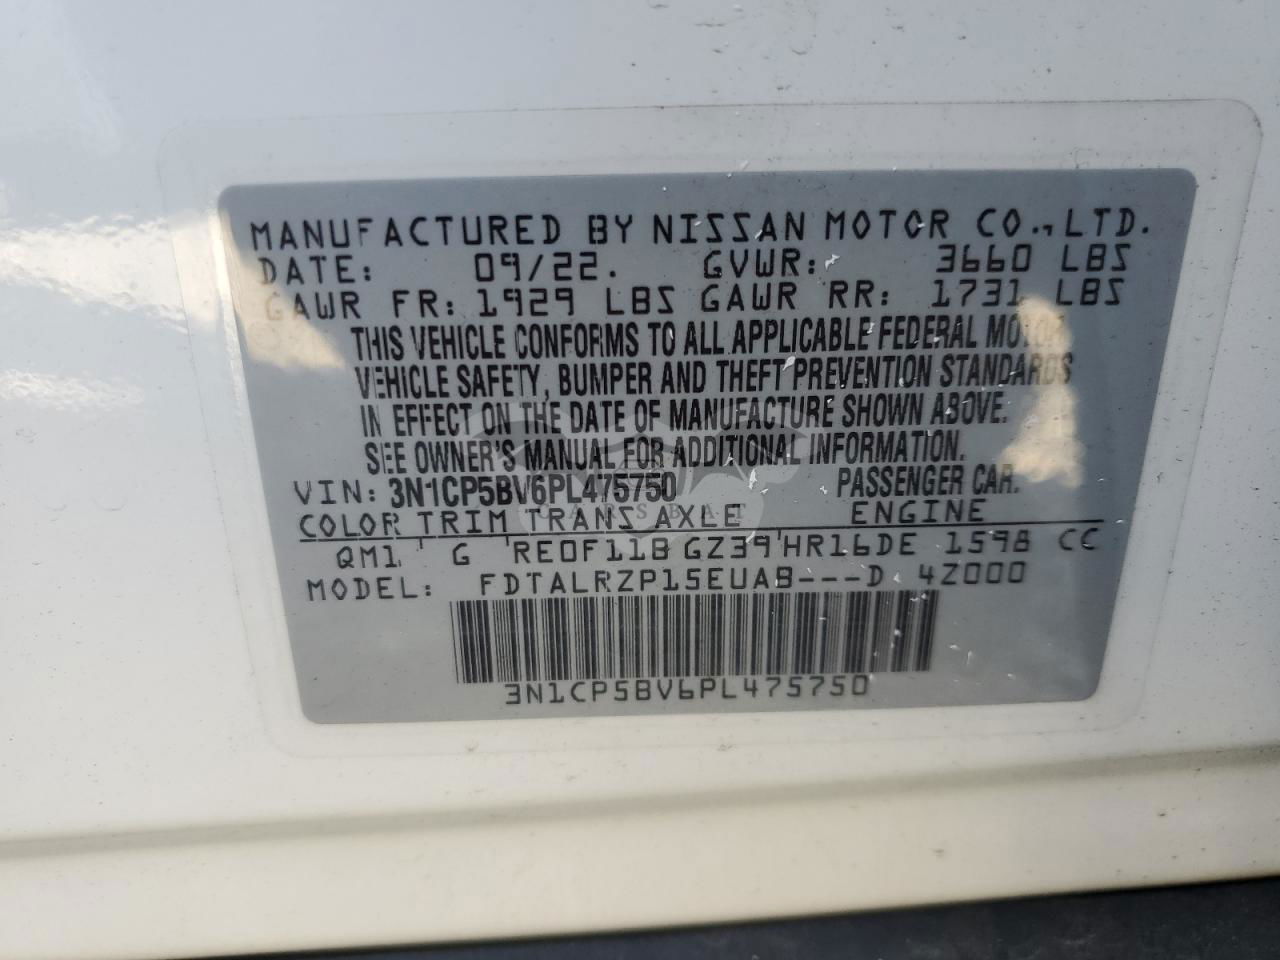 MANUFACTURED BY NISSAN MOTOR CO., LTD.
DATE: 09/22. GVWR: 3660 LBS
GAWR FR: 1929 LBS GAWR RR: 1731 LBS
THIS VEHICLE CONFORMS TO ALL APPLICABLE FEDERAL MOTOR
VEHICLE SAFETY, BUMPER AND THEFT PREVENTION STANDARDS
IN EFFECT ON THE DATE OF MANUFACTURE SHOWN ABOVE.
SEE OWNER'S MANUAL FOR ADDITIONAL INFORMATION.
VIN: 3N1CP5BV6PL475750 PASSENGER CAR.
COLOR TRIM TRANS AXLE ENGINE
QM1 G RE0F11B GZ39 HR16DE 1598 CC
MODEL: FDTALRZP15EUAB---D 4Z000
3N1CP5BV6PL475750
CARSBAT